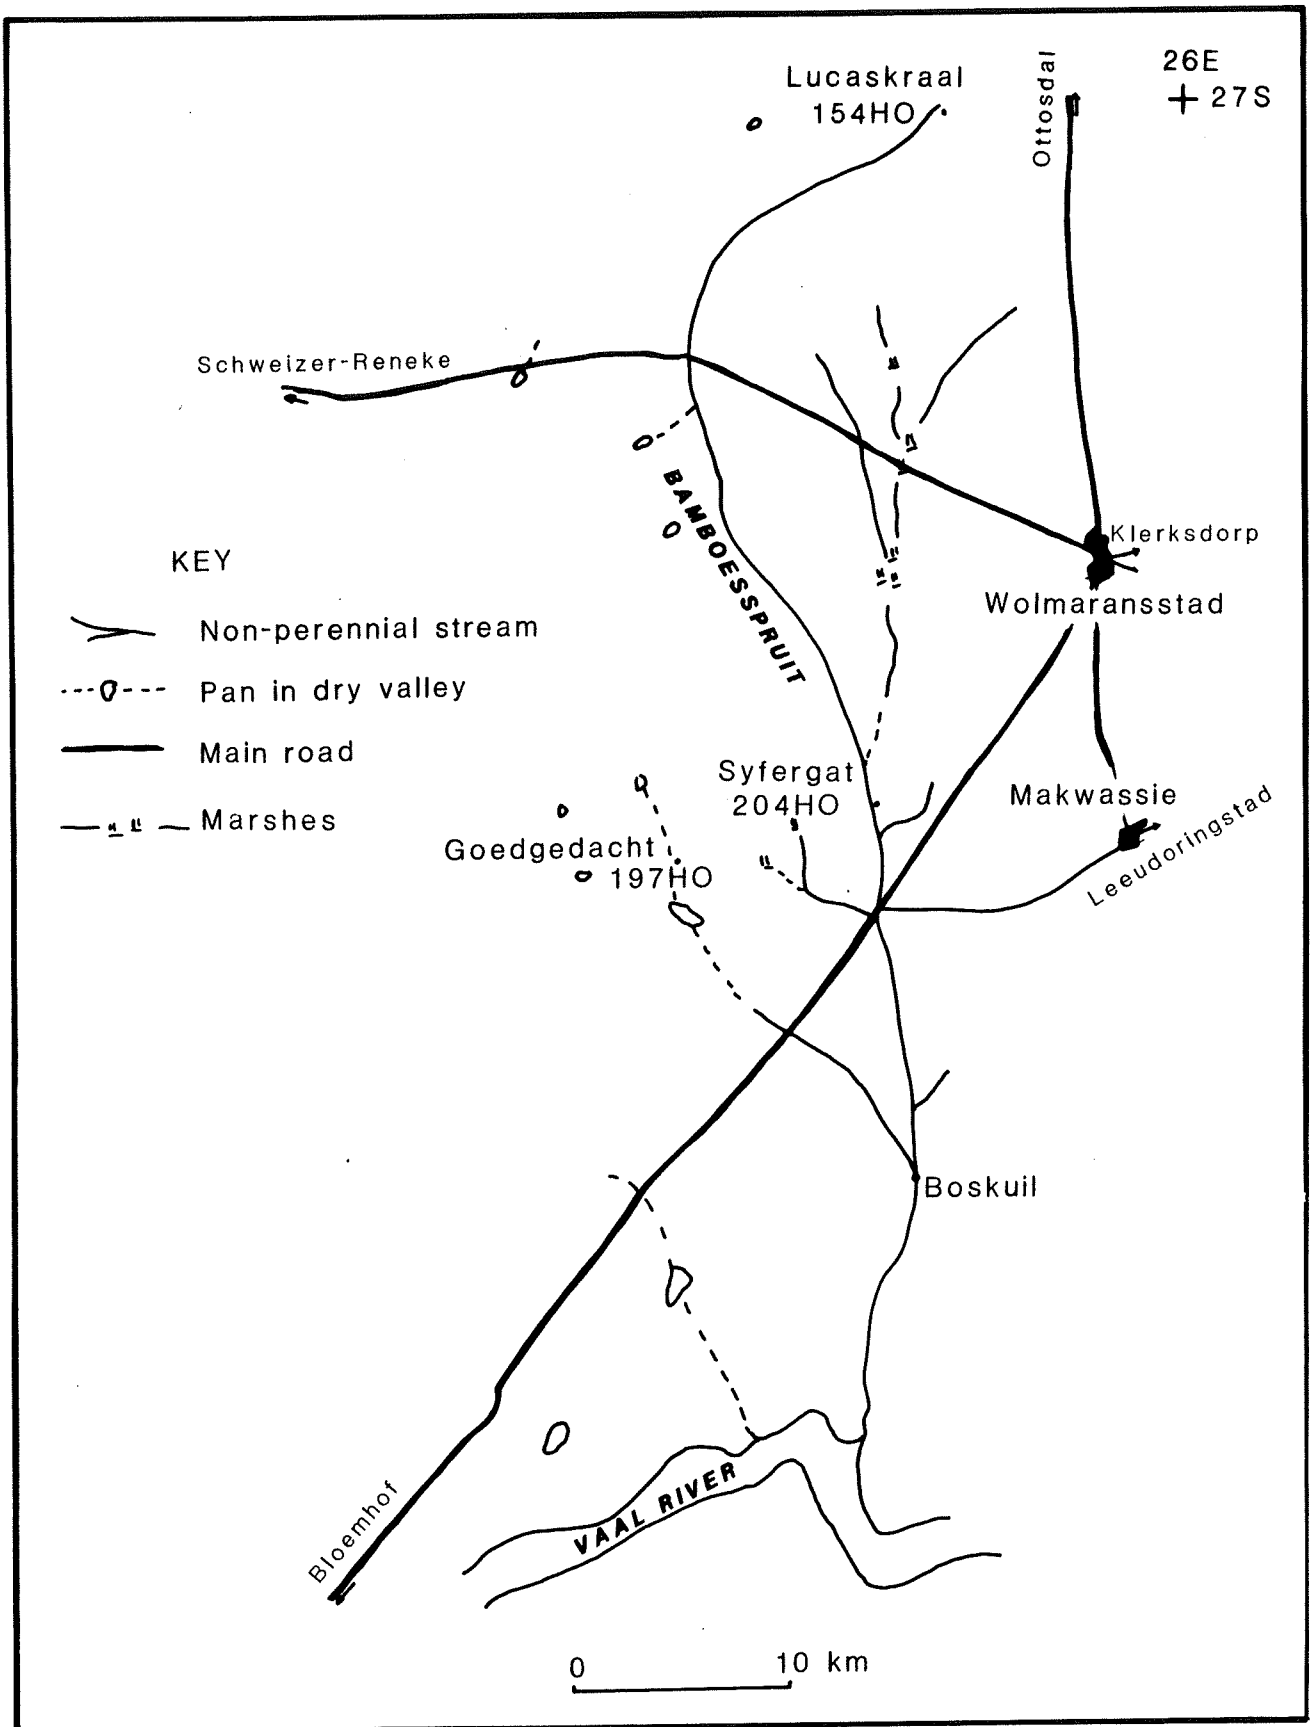 Lucaskraal
154HO
Ottosdal
26E
27S
Schweizer-Reneke
BAMBOESSPRUIT
Klerksdorp
Wolmaransstad
KEY
Non-perennial stream
Pan in dry valley
Main road
Marshes
Syfergat
204HO
Makwassie
Leeudoringstad
Goedgedacht
197HO
Boskuil
VAAL RIVER
Bloemhof
0 10 km